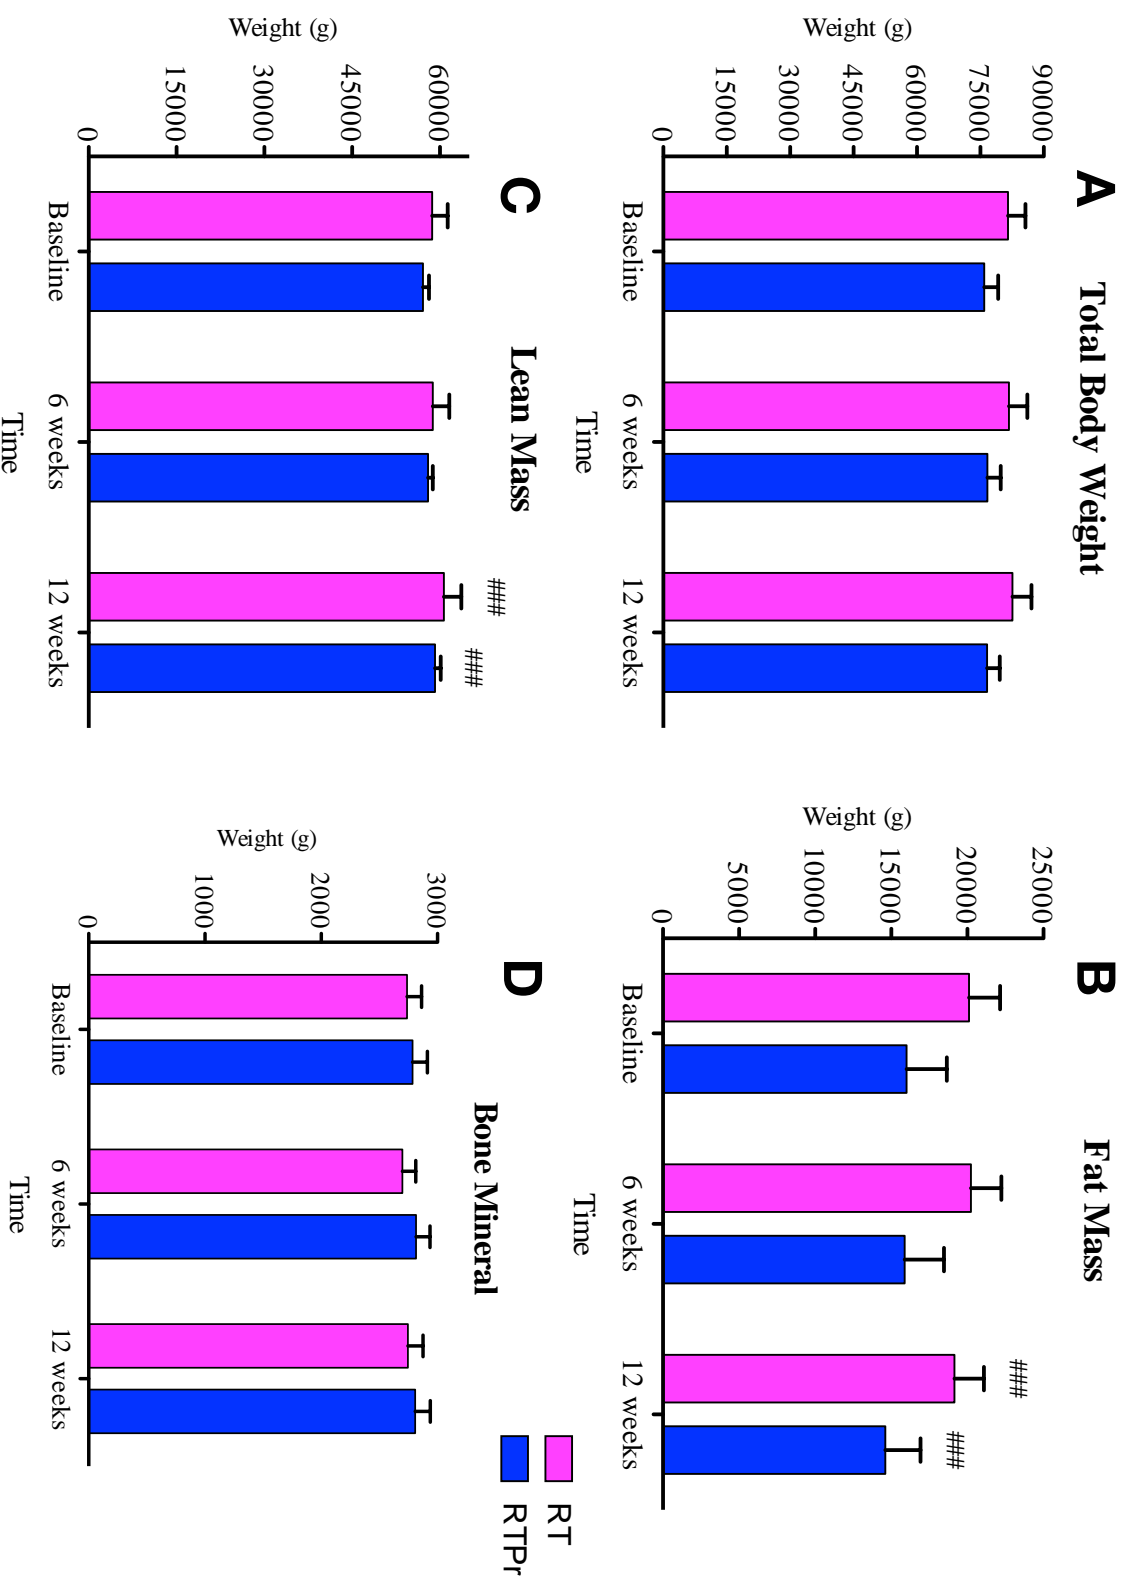 A
Total Body Weight
Weight (g)
90000
75000
60000
45000
30000
15000
0
Baseline
6 weeks
12 weeks
Time
B
Fat Mass
Weight (g)
25000
20000
15000
10000
5000
0
###
###
Baseline
6 weeks
12 weeks
Time
RT
RTPr
C
Lean Mass
Weight (g)
60000
45000
30000
15000
0
###
###
Baseline
6 weeks
12 weeks
Time
D
Bone Mineral
Weight (g)
3000
2000
1000
0
Baseline
6 weeks
12 weeks
Time